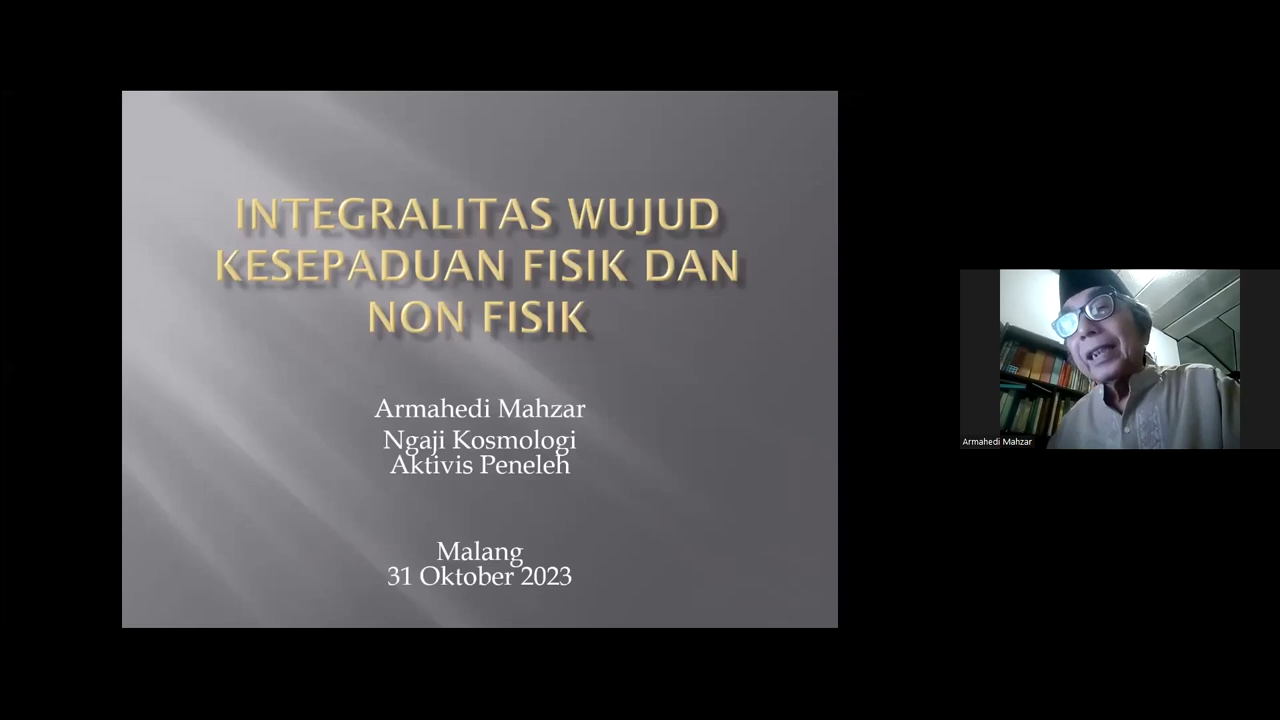 INTEGRALITAS WUJUD
KESEPADUAN FISIK DAN
NON FISIK
Armahedi Mahzar
Ngaji Kosmologi
Aktivis Peneleh
Malang
31 Oktober 2023
Armahedi Mahzar